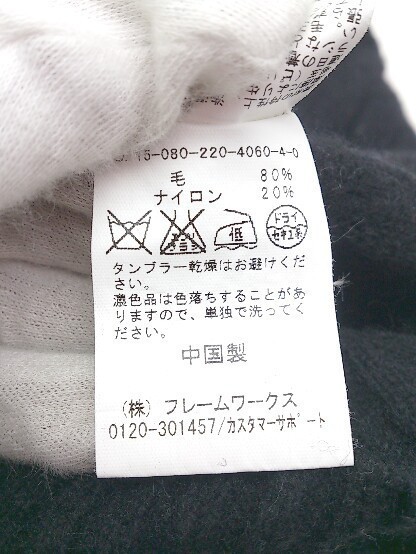 15-080-220-4060-4-0
毛 80%
ナイロン 20%
低 ドライ
セキユ系
タンブラー乾燥はお避けくだ
さい。
濃色品は色落ちすることがあ
りますので、単独で洗ってく
ださい。
中国製
（株）フレームワークス
0120-301457/カスタマーサポート